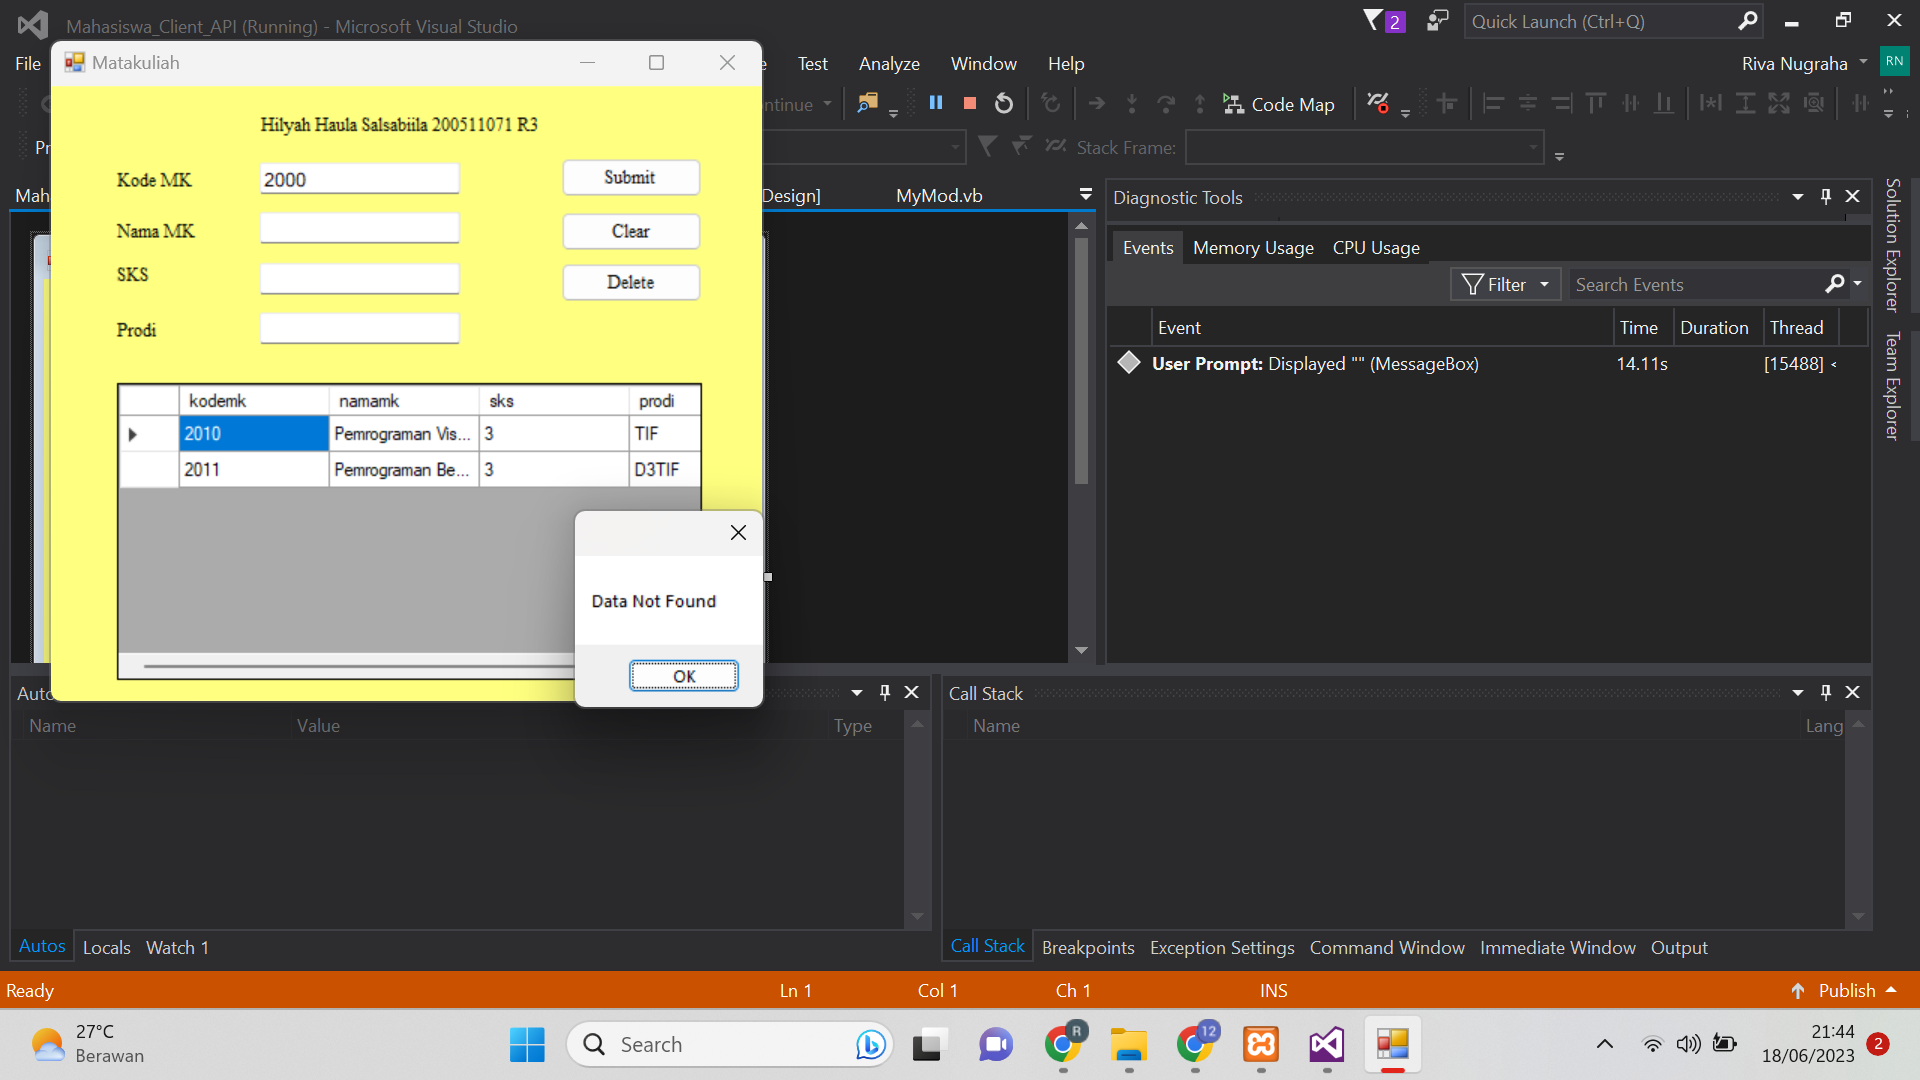 Mahasiswa_Client_API (Running) - Microsoft Visual Studio
2
Quick Launch (Ctrl+Q)
File
Test
Analyze
Window
Help
Riva Nugraha
RN
Code Map
Stack Frame:
MyMod.vb
Matakuliah
Hilyah Haula Salsabiila 200511071 R3
Kode MK
2000
Submit
Nama MK
Clear
SKS
Delete
Prodi
kodemk namamk sks prodi
2010 Pemrograman Vis... 3 TIF
2011 Pemrograman Be... 3 D3TIF
Data Not Found
OK
Design]
Diagnostic Tools
Events Memory Usage CPU Usage
Filter
Search Events
Event Time Duration Thread
User Prompt: Displayed "" (MessageBox) 14.11s [15488] <
Solution Explorer
Team Explorer
Name Value Type
Autos Locals Watch 1
Call Stack
Name Lang
Call Stack Breakpoints Exception Settings Command Window Immediate Window Output
Ready Ln 1 Col 1 Ch 1 INS Publish
27°C
Berawan
Search
R
12
21:44
18/06/2023
2